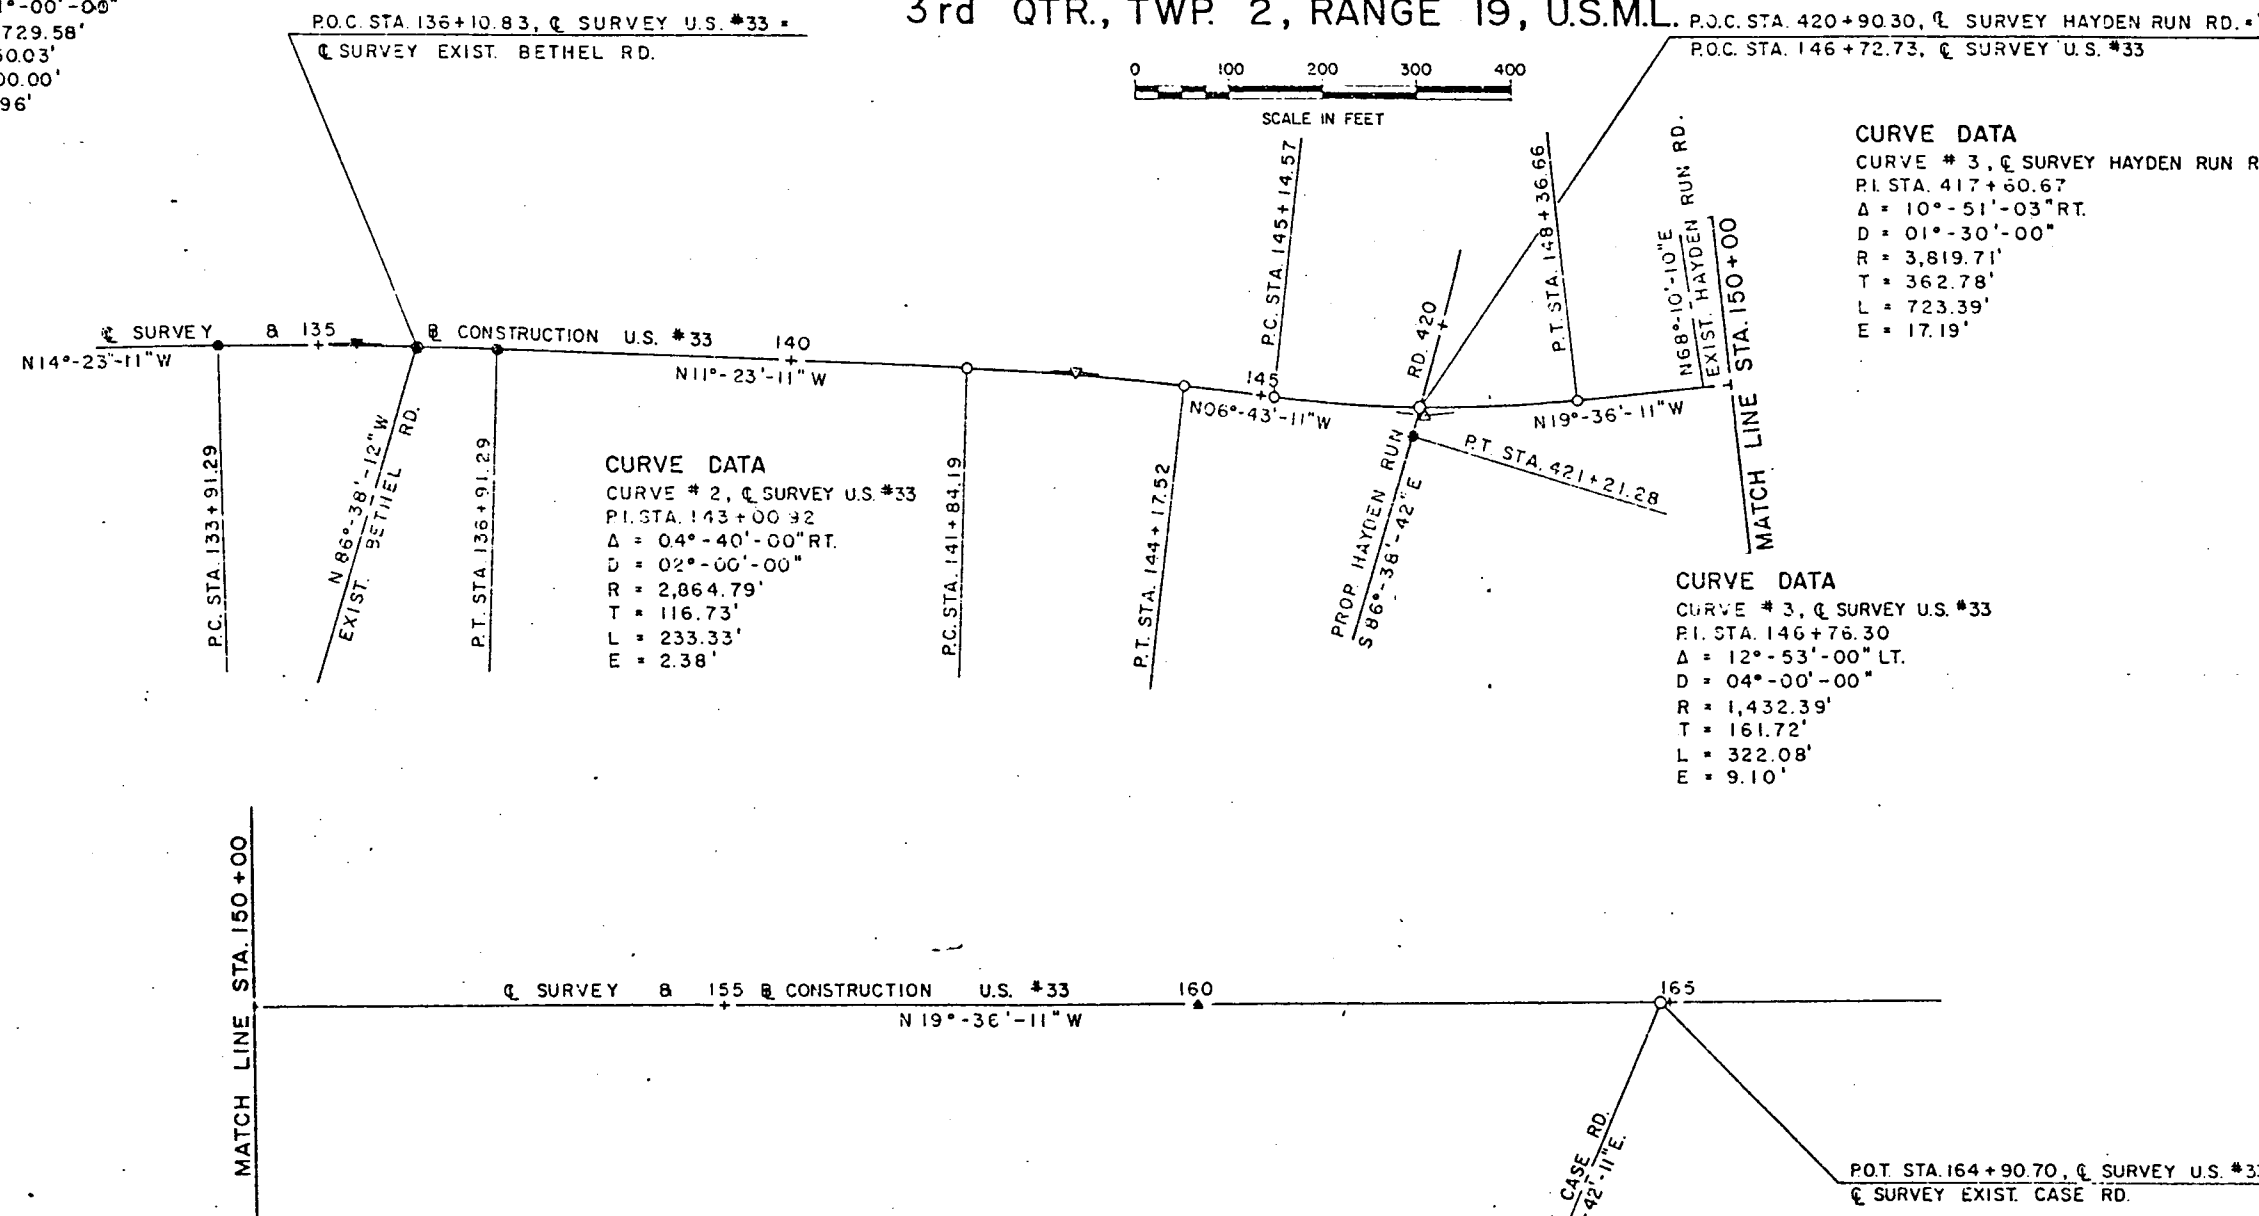 3rd QTR., TWP. 2, RANGE 19, U.S.M.L.
°-00'-00"
729.58'
60.03'
00.00'
96'
P.O.C. STA. 136+10.83, ℄ SURVEY U.S. #33 =
℄ SURVEY EXIST. BETHEL RD.
P.O.C. STA. 420+90.30, ℄ SURVEY HAYDEN RUN RD. =
P.O.C. STA. 146+72.73, ℄ SURVEY U.S. #33
0 100 200 300 400
SCALE IN FEET
CURVE DATA
CURVE # 3, ℄ SURVEY HAYDEN RUN R
P.I. STA. 417+60.67
Δ = 10°-51'-03" RT.
D = 01°-30'-00"
R = 3,819.71'
T = 362.78'
L = 723.39'
E = 17.19'
℄ SURVEY & 135 ⅊ CONSTRUCTION U.S. #33 140
N14°-23'-11"W
N11°-23'-11"W
145
N06°-43'-11"W
N19°-36'-11"W
P.C. STA. 133+91.29
N 86°-38'-12"W
EXIST. BETHEL RD.
P.T. STA. 136+91.29
P.C. STA. 141+84.19
P.T. STA. 144+17.52
P.C. STA. 145+14.57
PROP. HAYDEN RUN RD. 420
S 86°-38'-42"E
P.T. STA. 421+21.28
P.T. STA. 148+36.66
N68°-10'-10"E
EXIST. HAYDEN RUN RD.
MATCH LINE STA. 150+00
CURVE DATA
CURVE # 2, ℄ SURVEY U.S. #33
P.I. STA. 143+00.92
Δ = 04°-40'-00" RT.
D = 02°-00'-00"
R = 2,864.79'
T = 116.73'
L = 233.33'
E = 2.38'
CURVE DATA
CURVE # 3, ℄ SURVEY U.S. #33
P.I. STA. 146+76.30
Δ = 12°-53'-00" LT.
D = 04°-00'-00"
R = 1,432.39'
T = 161.72'
L = 322.08'
E = 9.10'
MATCH LINE STA. 150+00
℄ SURVEY & 155 ⅊ CONSTRUCTION U.S. #33 160 165
N 19°-36'-11" W
CASE RD.
-42'-11"E.
P.O.T. STA. 164+90.70, ℄ SURVEY U.S. #33
℄ SURVEY EXIST. CASE RD.